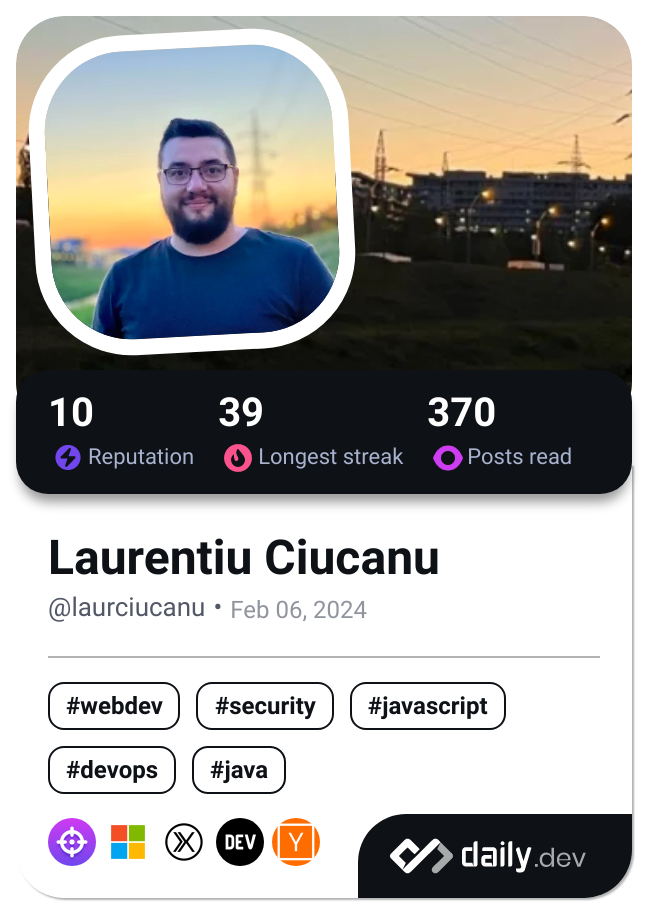 10 39 370
Reputation Longest streak Posts read
Laurentiu Ciucanu
@laurciucanu • Feb 06, 2024
#webdev #security #javascript
#devops #java
DEV Y daily.dev